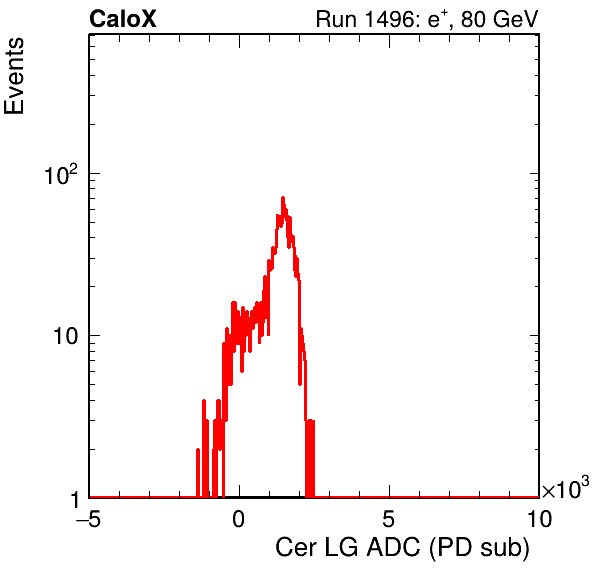 CaloX Run 1496: e⁺, 80 GeV
Events
10²
10
1
−5 0 5 10
×10³
Cer LG ADC (PD sub)